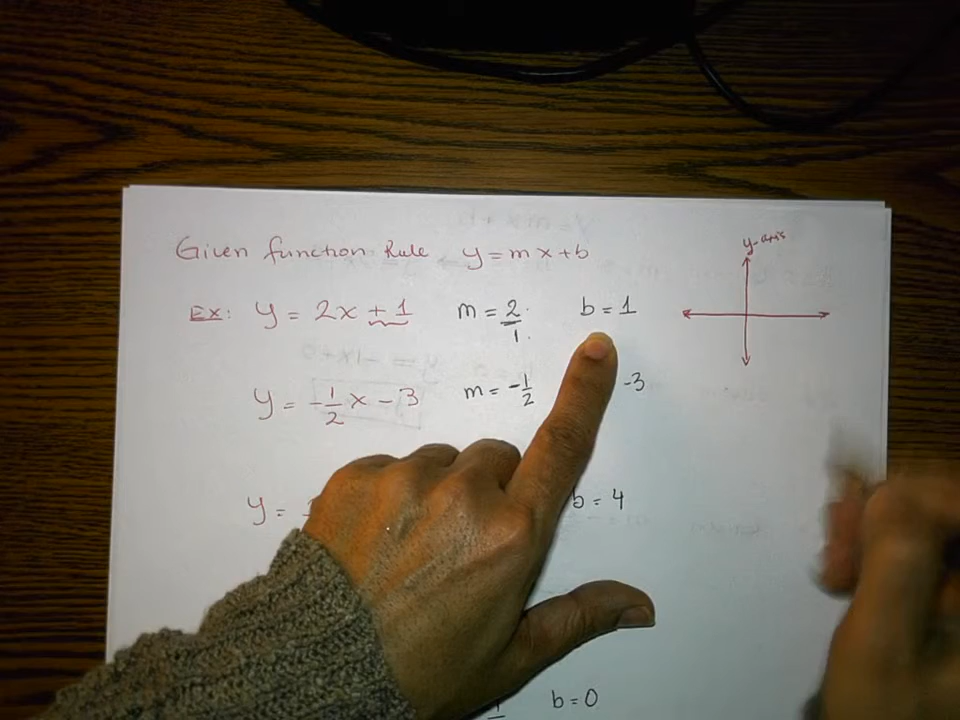 Given function Rule y = mx+b
y-axis
EX: y = 2x + 1 m = 2/1 b = 1
y = -1/2 x - 3 m = -1/2 -3
y = b = 4
b = 0